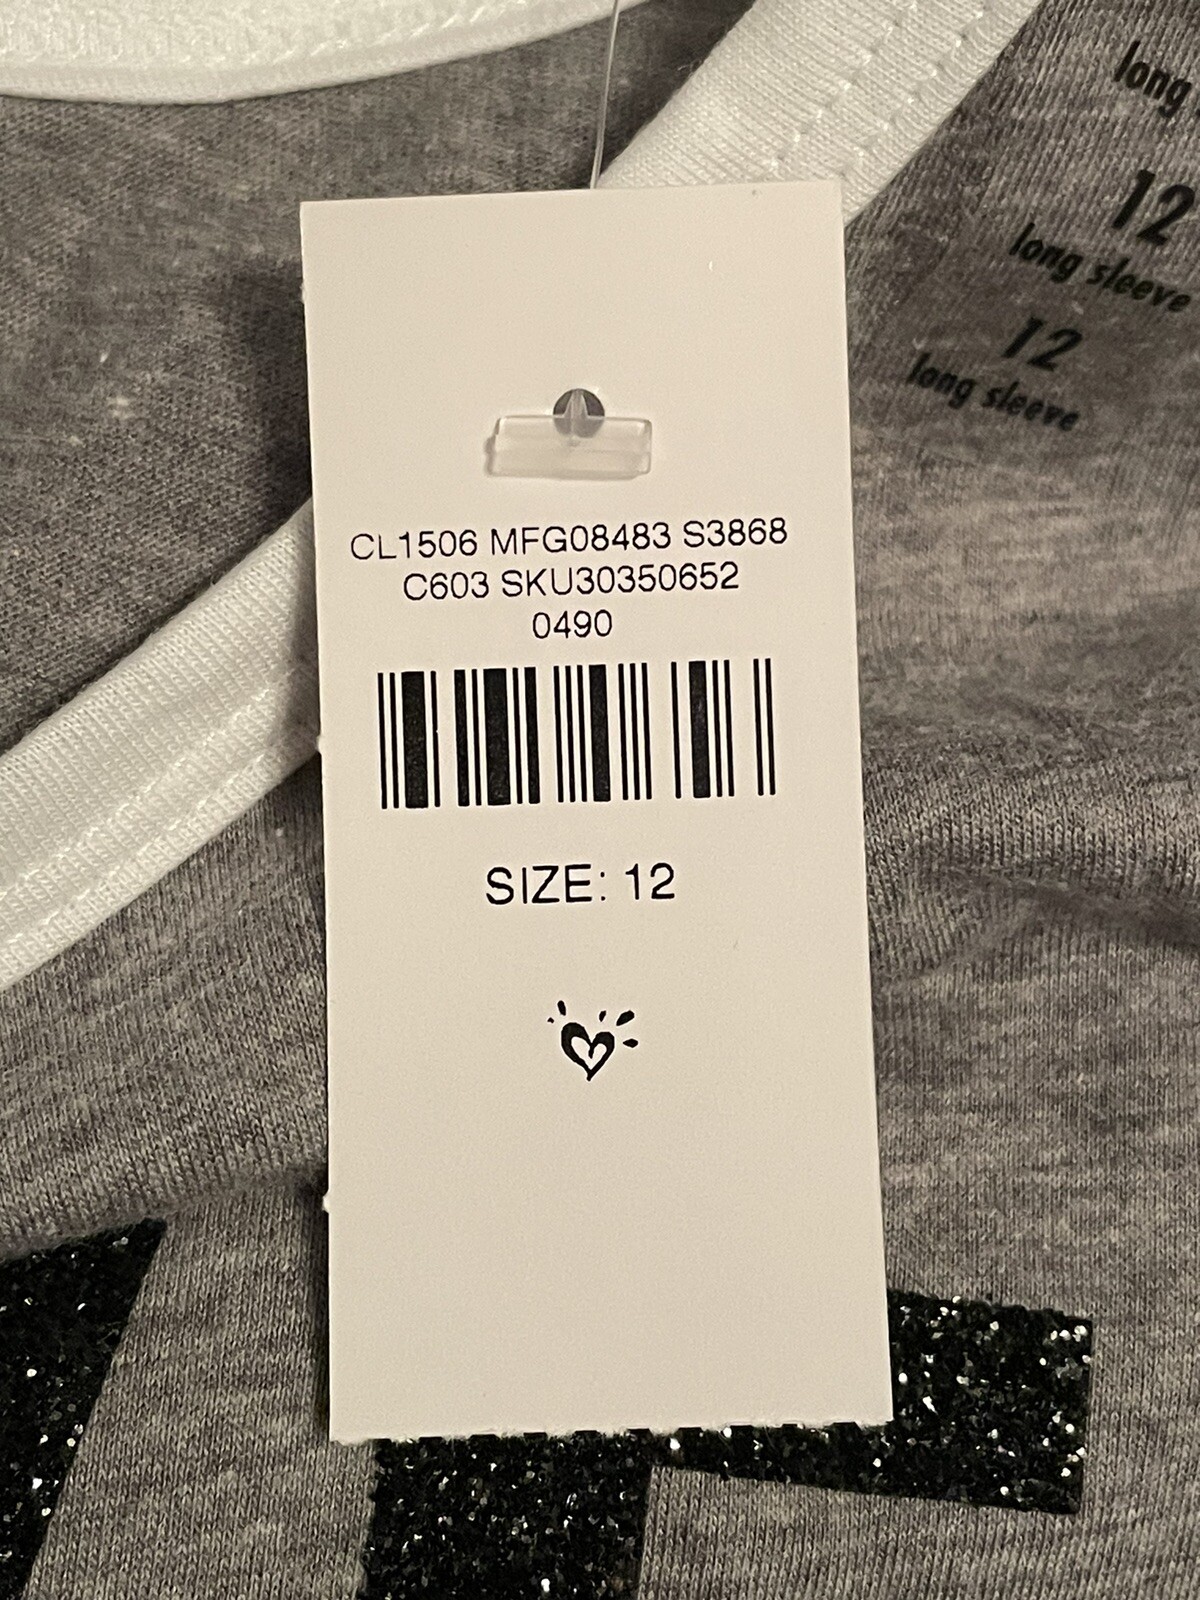 long
12
long sleeve
12
long sleeve
CL1506 MFG08483 S3868
C603 SKU30350652
0490
SIZE: 12